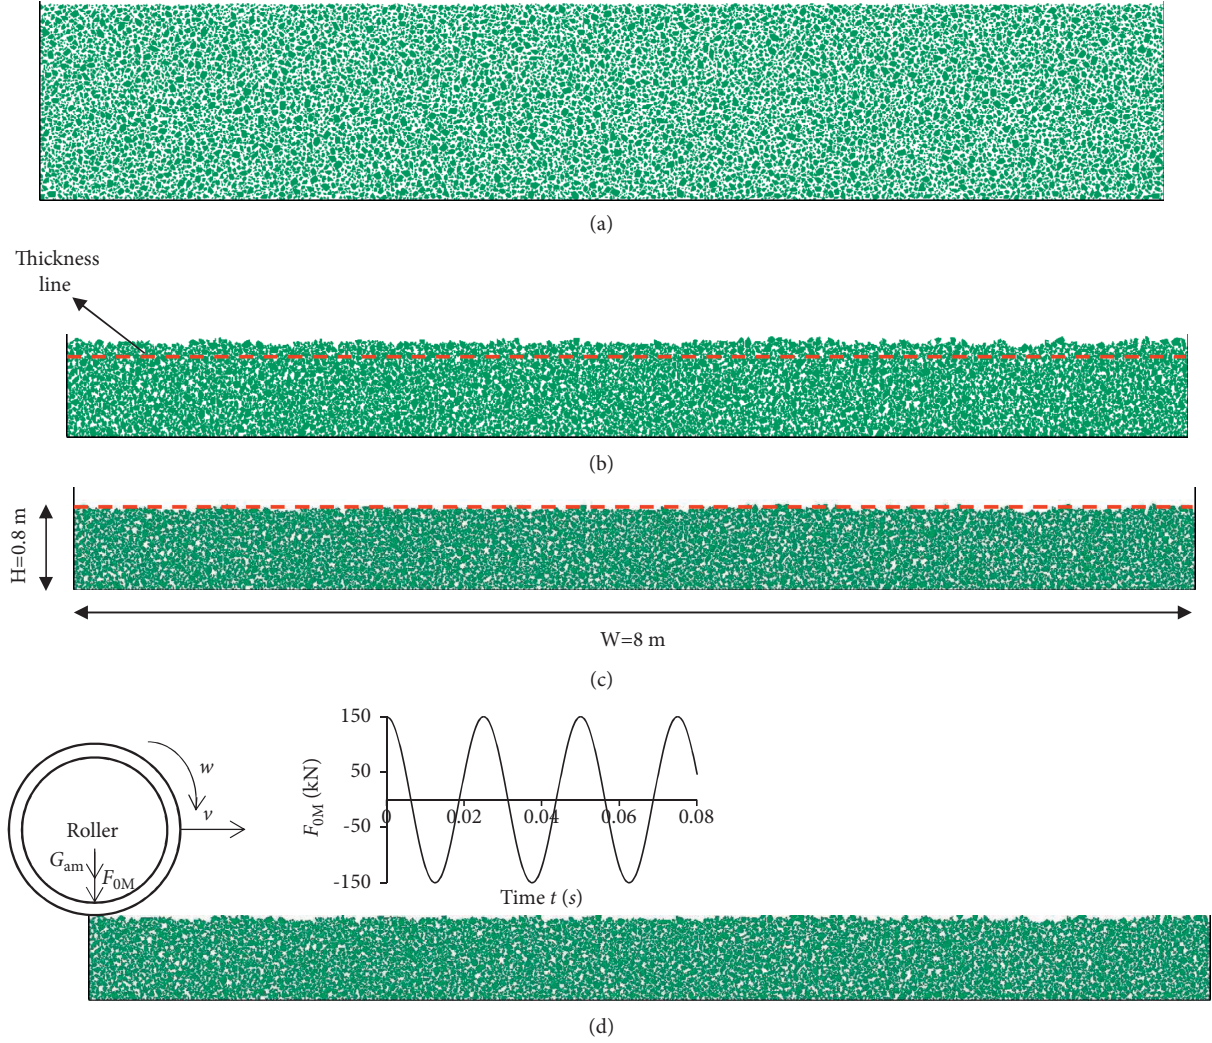 (a)
Thickness
line
(b)
H=0.8 m
W=8 m
(c)
150
50
-50
-150
F0M (kN)
0
0.02
0.04
0.06
0.08
Time t (s)
w
v
Roller
Gam
F0M
(d)